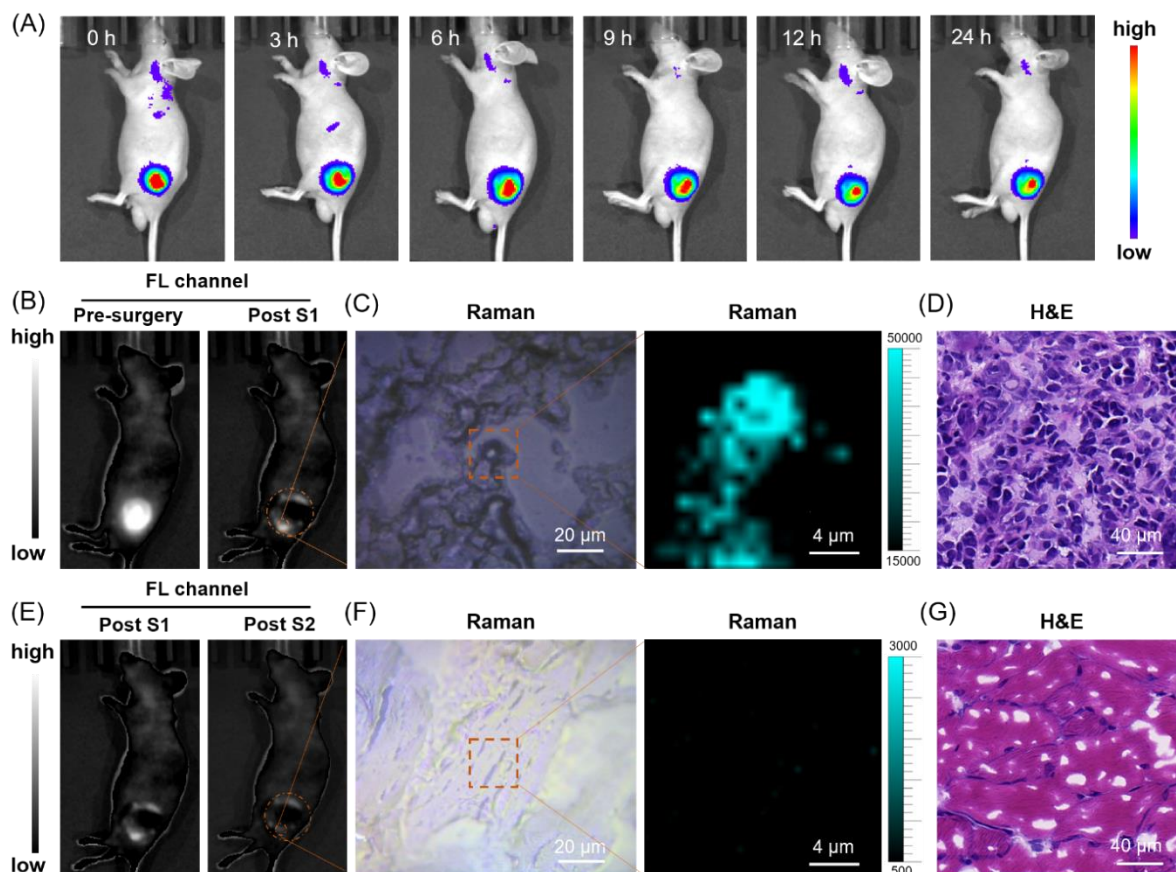 (A)
0 h
3 h
6 h
9 h
12 h
24 h
high
low
FL channel
(B)
Pre-surgery
Post S1
(C)
Raman
Raman
(D)
H&E
high
low
50000
15000
20 μm
4 μm
40 μm
FL channel
(E)
Post S1
Post S2
(F)
Raman
Raman
(G)
H&E
high
low
3000
500
20 μm
4 μm
40 μm